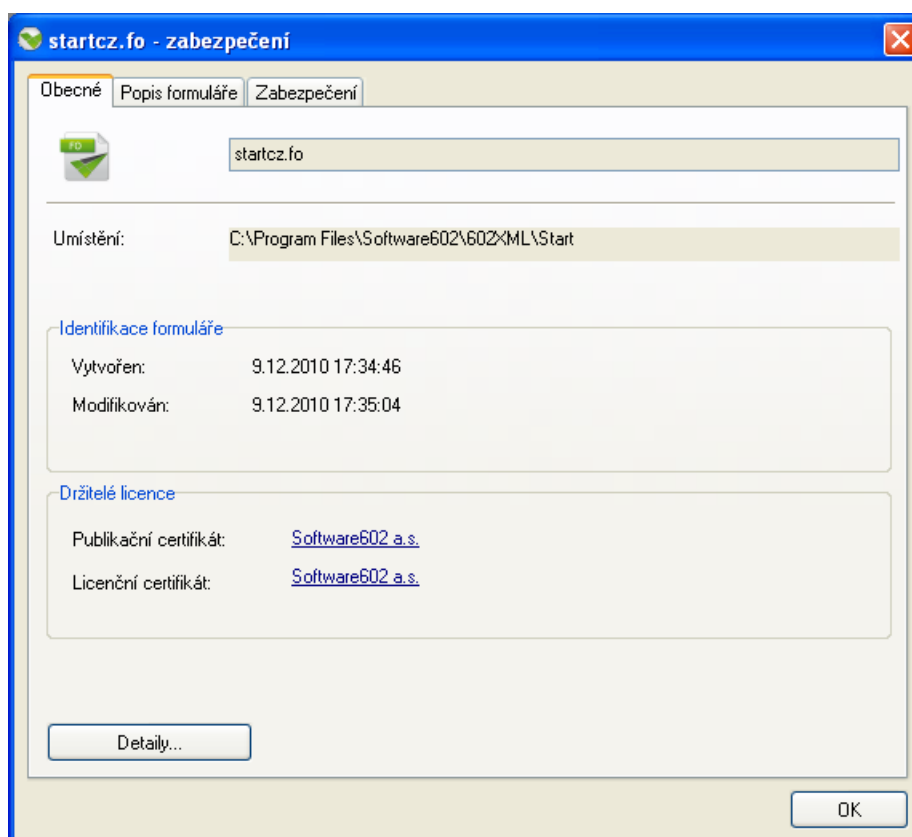 startcz.fo - zabezpečení
Obecné Popis formuláře Zabezpečení
FO
startcz.fo
Umístění: C:\Program Files\Software602\602XML\Start
Identifikace formuláře
Vytvořen: 9.12.2010 17:34:46
Modifikován: 9.12.2010 17:35:04
Držitelé licence
Publikační certifikát: Software602 a.s.
Licenční certifikát: Software602 a.s.
Detaily...
OK